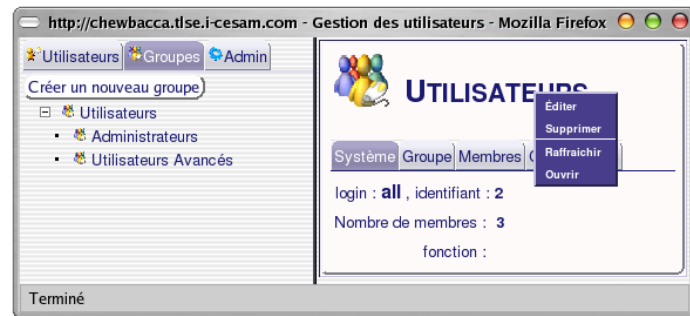 http://chewbacca.tlse.i-cesam.com - Gestion des utilisateurs - Mozilla Firefox
Utilisateurs Groupes Admin
Créer un nouveau groupe
Utilisateurs
Administrateurs
Utilisateurs Avancés
UTILISATEURS
Éditer
Supprimer
Raffraichir
Ouvrir
Système Groupe Membres
login : all , identifiant : 2
Nombre de membres : 3
fonction :
Terminé